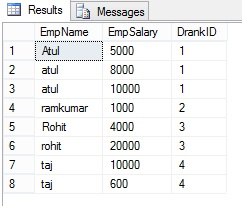 Results Messages
EmpName EmpSalary DrankID
1 Atul 5000 1
2 atul 8000 1
3 atul 10000 1
4 ramkumar 1000 2
5 Rohit 4000 3
6 rohit 20000 3
7 taj 10000 4
8 taj 600 4